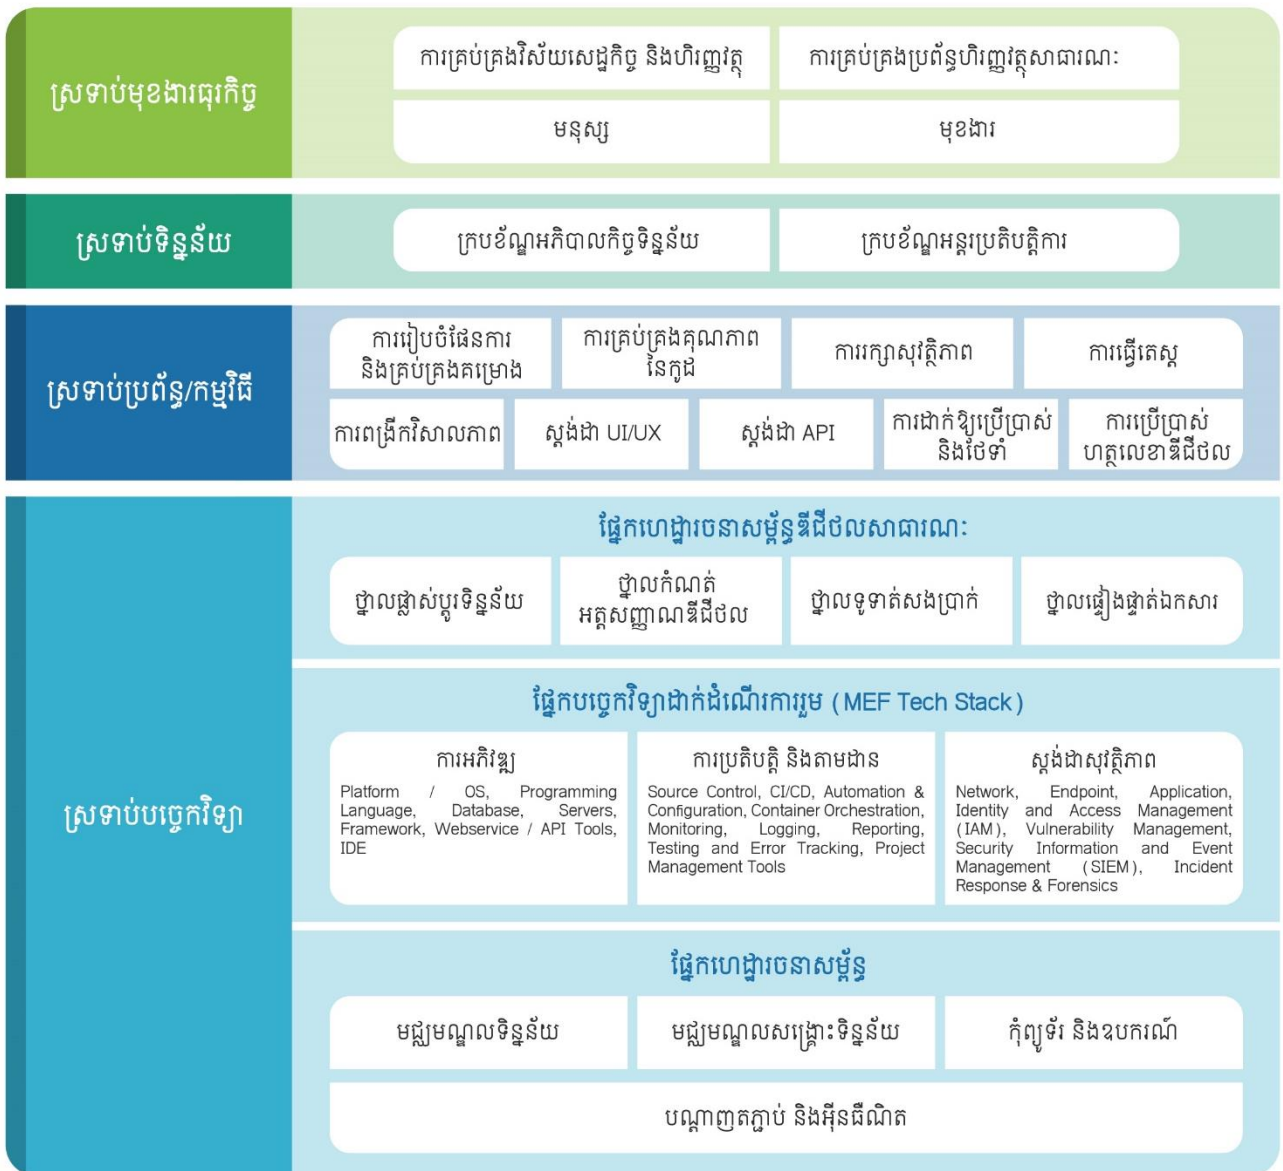 ស្រទាប់មុខងារធុរកិច្ច
ការគ្រប់គ្រងវិស័យសេដ្ឋកិច្ច និងហិរញ្ញវត្ថុ
ការគ្រប់គ្រងប្រព័ន្ធហិរញ្ញវត្ថុសាធារណៈ
មនុស្ស
មុខងារ
ស្រទាប់ទិន្នន័យ
ក្របខ័ណ្ឌអភិបាលកិច្ចទិន្នន័យ
ក្របខ័ណ្ឌអន្តរប្រតិបត្តិការ
ស្រទាប់ប្រព័ន្ធ/កម្មវិធី
ការរៀបចំផែនការ
និងគ្រប់គ្រងគម្រោង
ការគ្រប់គ្រងគុណភាព
នៃកូដ
ការរក្សាសុវត្ថិភាព
ការធ្វើតេស្ត
ការពង្រីកវិសាលភាព
ស្តង់ដា UI/UX
ស្តង់ដា API
ការដាក់ឱ្យប្រើប្រាស់
និងថែទាំ
ការប្រើប្រាស់
ហត្ថលេខាឌីជីថល
ស្រទាប់បច្ចេកវិទ្យា
ផ្នែកហេដ្ឋារចនាសម្ព័ន្ធឌីជីថលសាធារណៈ
ថ្នាលផ្លាស់ប្តូរទិន្នន័យ
ថ្នាលកំណត់
អត្តសញ្ញាណឌីជីថល
ថ្នាលទូទាត់សងប្រាក់
ថ្នាលផ្ទៀងផ្ទាត់ឯកសារ
ផ្នែកបច្ចេកវិទ្យាដាក់ដំណើរការរួម (MEF Tech Stack)
ការអភិវឌ្ឍ
Platform / OS, Programming
Language, Database, Servers,
Framework, Webservice / API Tools,
IDE
ការប្រតិបត្តិ និងតាមដាន
Source Control, CI/CD, Automation &
Configuration, Container Orchestration,
Monitoring, Logging, Reporting,
Testing and Error Tracking, Project
Management Tools
ស្តង់ដាសុវត្ថិភាព
Network, Endpoint, Application,
Identity and Access Management
(IAM), Vulnerability Management,
Security Information and Event
Management (SIEM), Incident
Response & Forensics
ផ្នែកហេដ្ឋារចនាសម្ព័ន្ធ
មជ្ឈមណ្ឌលទិន្នន័យ
មជ្ឈមណ្ឌលសង្គ្រោះទិន្នន័យ
កុំព្យូទ័រ និងឧបករណ៍
បណ្តាញតភ្ជាប់ និងអ៊ីនធឺណិត